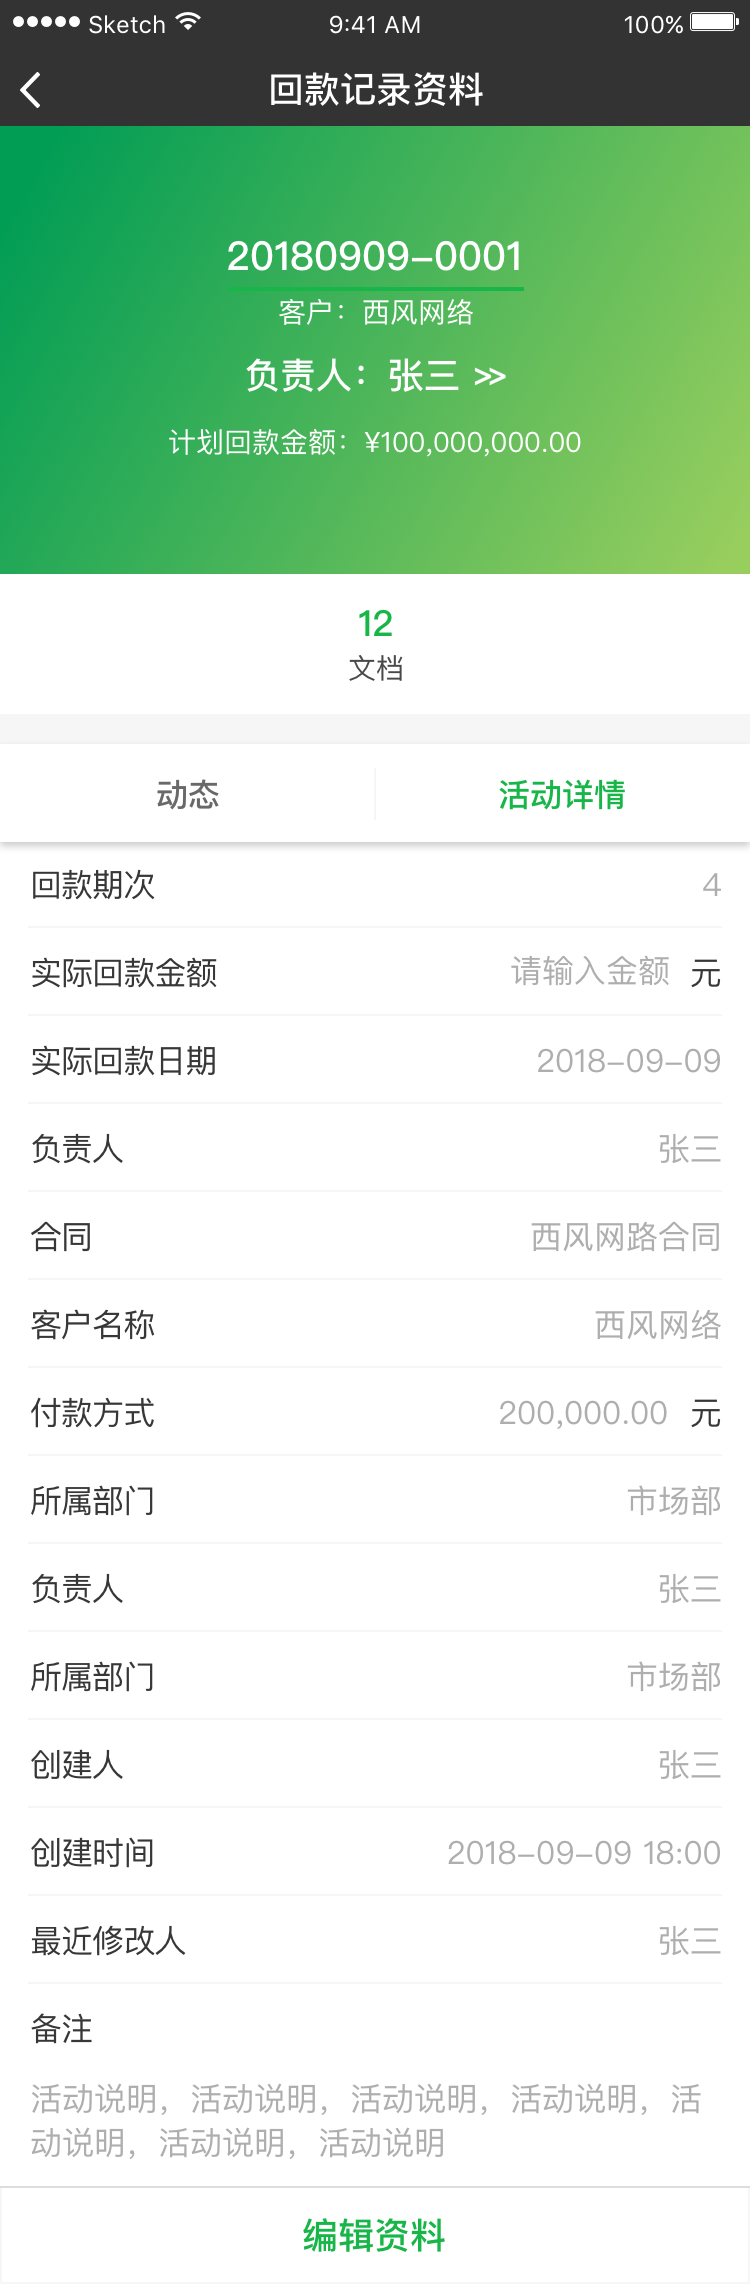 Sketch 9:41 AM 100%
回款记录资料
20180909-0001
客户：西风网络
负责人：张三 >>
计划回款金额：¥100,000,000.00
12
文档
动态 活动详情
回款期次 4
实际回款金额 请输入金额 元
实际回款日期 2018-09-09
负责人 张三
合同 西风网路合同
客户名称 西风网络
付款方式 200,000.00 元
所属部门 市场部
负责人 张三
所属部门 市场部
创建人 张三
创建时间 2018-09-09 18:00
最近修改人 张三
备注
活动说明，活动说明，活动说明，活动说明，活
动说明，活动说明，活动说明
编辑资料